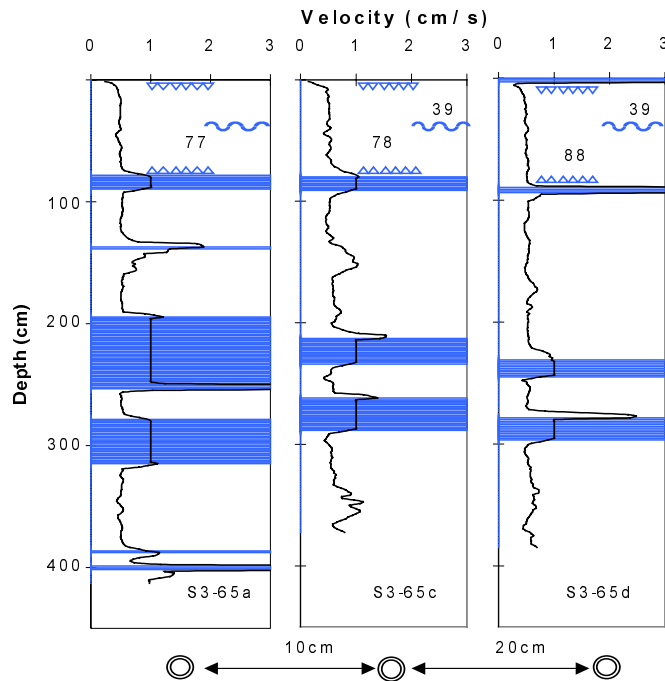 Velocity (cm/s)
0 1 2 3 0 1 2 3 0 1 2 3
39 39
77 78 88
100
200
Depth (cm)
300
400
S3-65a S3-65c S3-65d
10cm 20cm